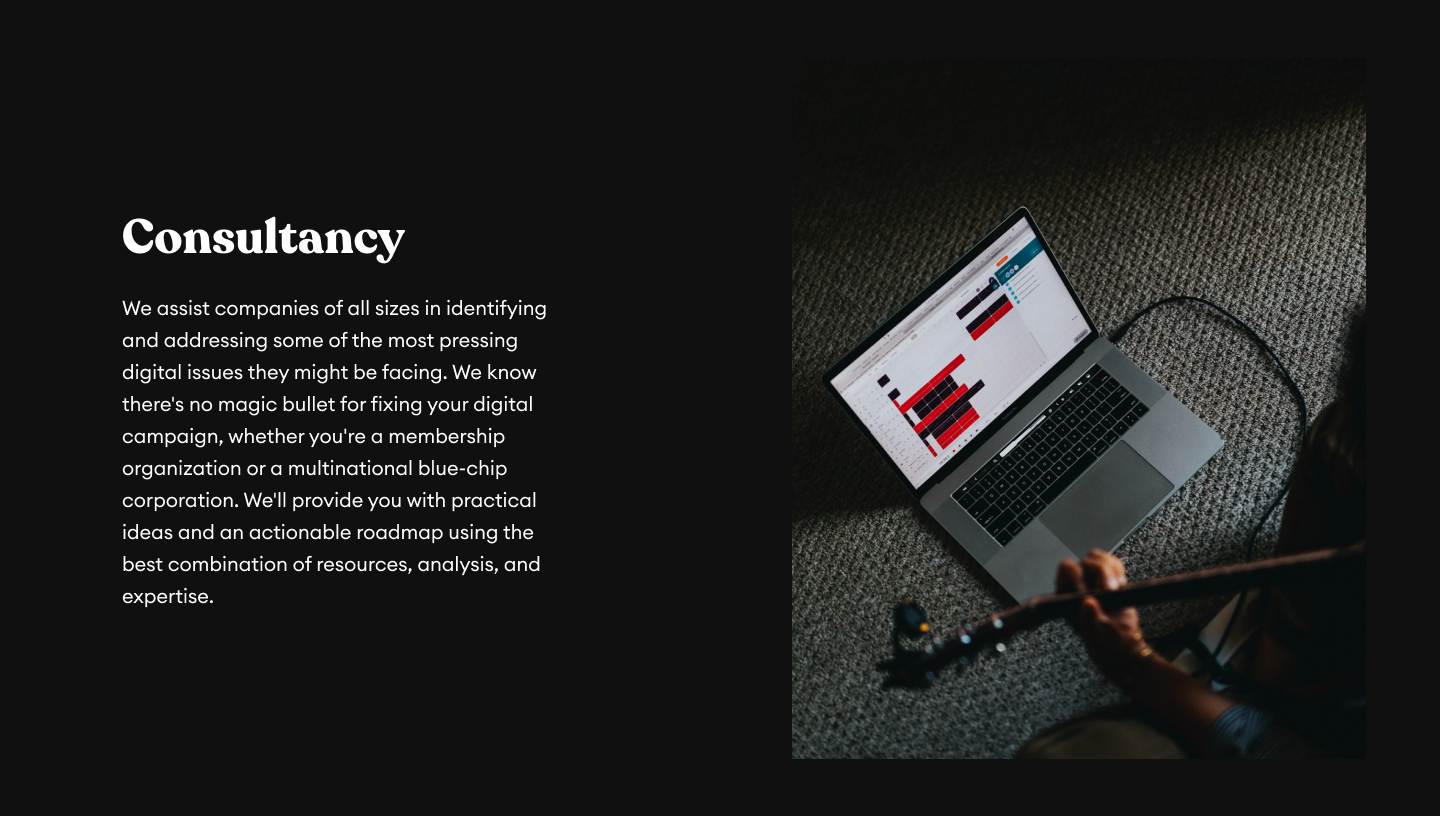 Consultancy
We assist companies of all sizes in identifying
and addressing some of the most pressing
digital issues they might be facing. We know
there's no magic bullet for fixing your digital
campaign, whether you're a membership
organization or a multinational blue-chip
corporation. We'll provide you with practical
ideas and an actionable roadmap using the
best combination of resources, analysis, and
expertise.